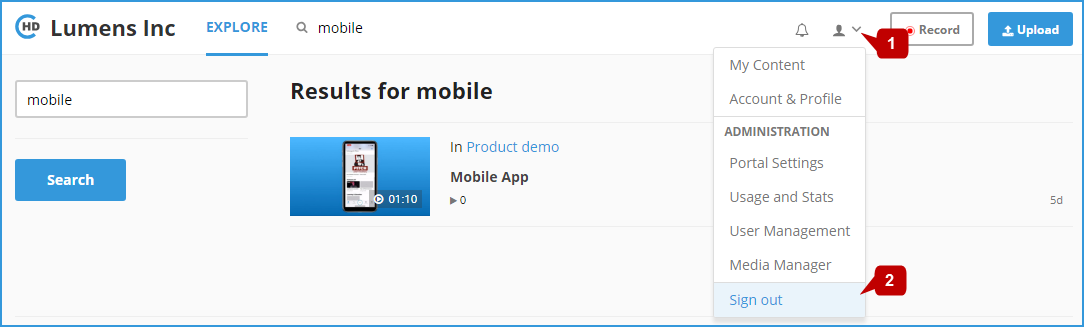 HD Lumens Inc EXPLORE mobile 1 Record Upload
My Content
Account & Profile
ADMINISTRATION
Portal Settings
Usage and Stats
User Management
Media Manager
Sign out 2
mobile
Search
Results for mobile
01:10
In Product demo
Mobile App
0
5d